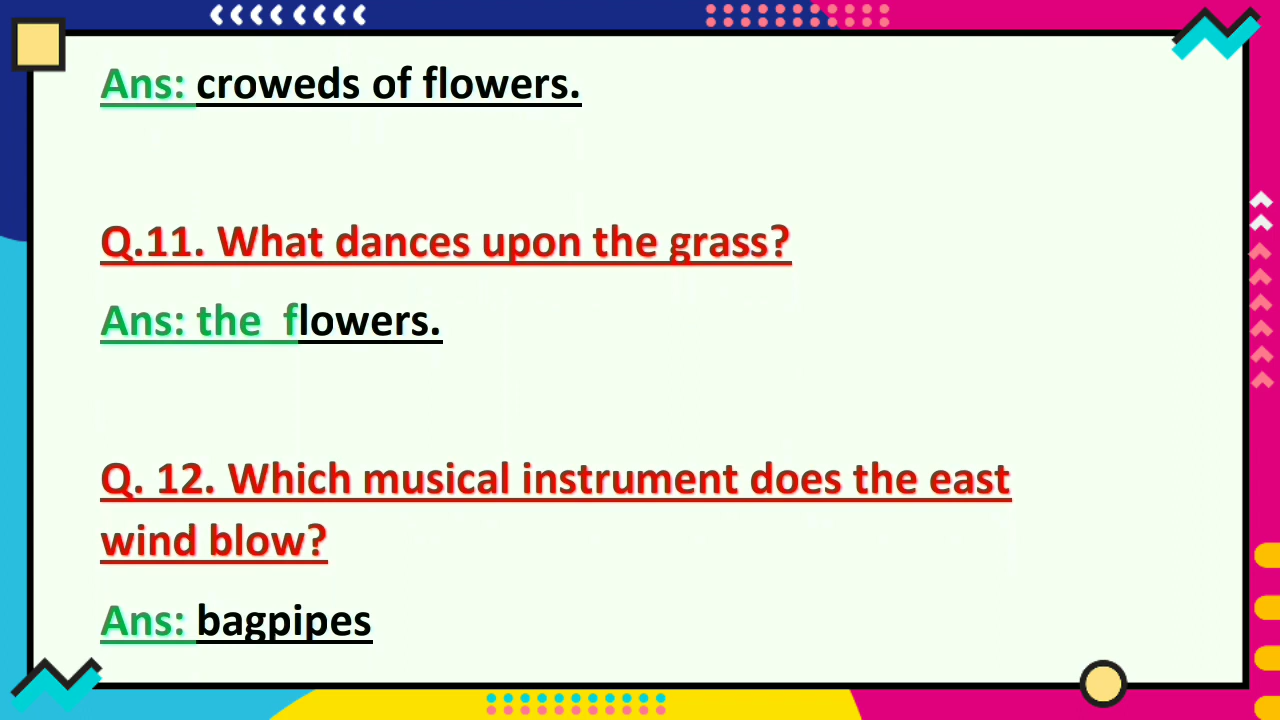 Ans: croweds of flowers.
Q.11. What dances upon the grass?
Ans: the  flowers.
Q. 12. Which musical instrument does the east
wind blow?
Ans: bagpipes